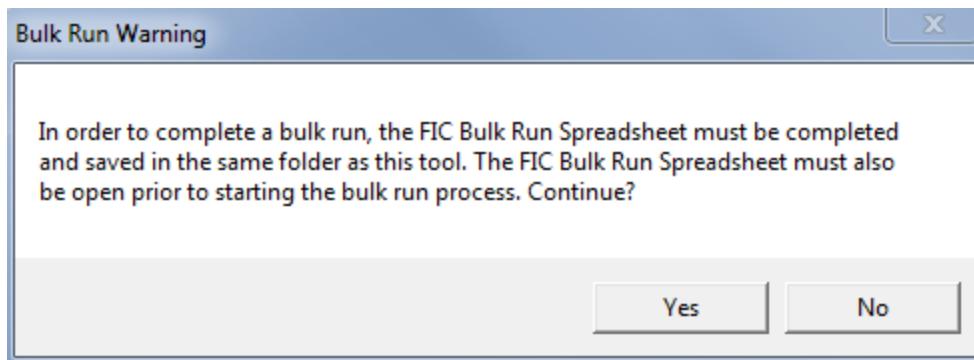 Bulk Run Warning
In order to complete a bulk run, the FIC Bulk Run Spreadsheet must be completed
and saved in the same folder as this tool. The FIC Bulk Run Spreadsheet must also
be open prior to starting the bulk run process. Continue?
Yes No